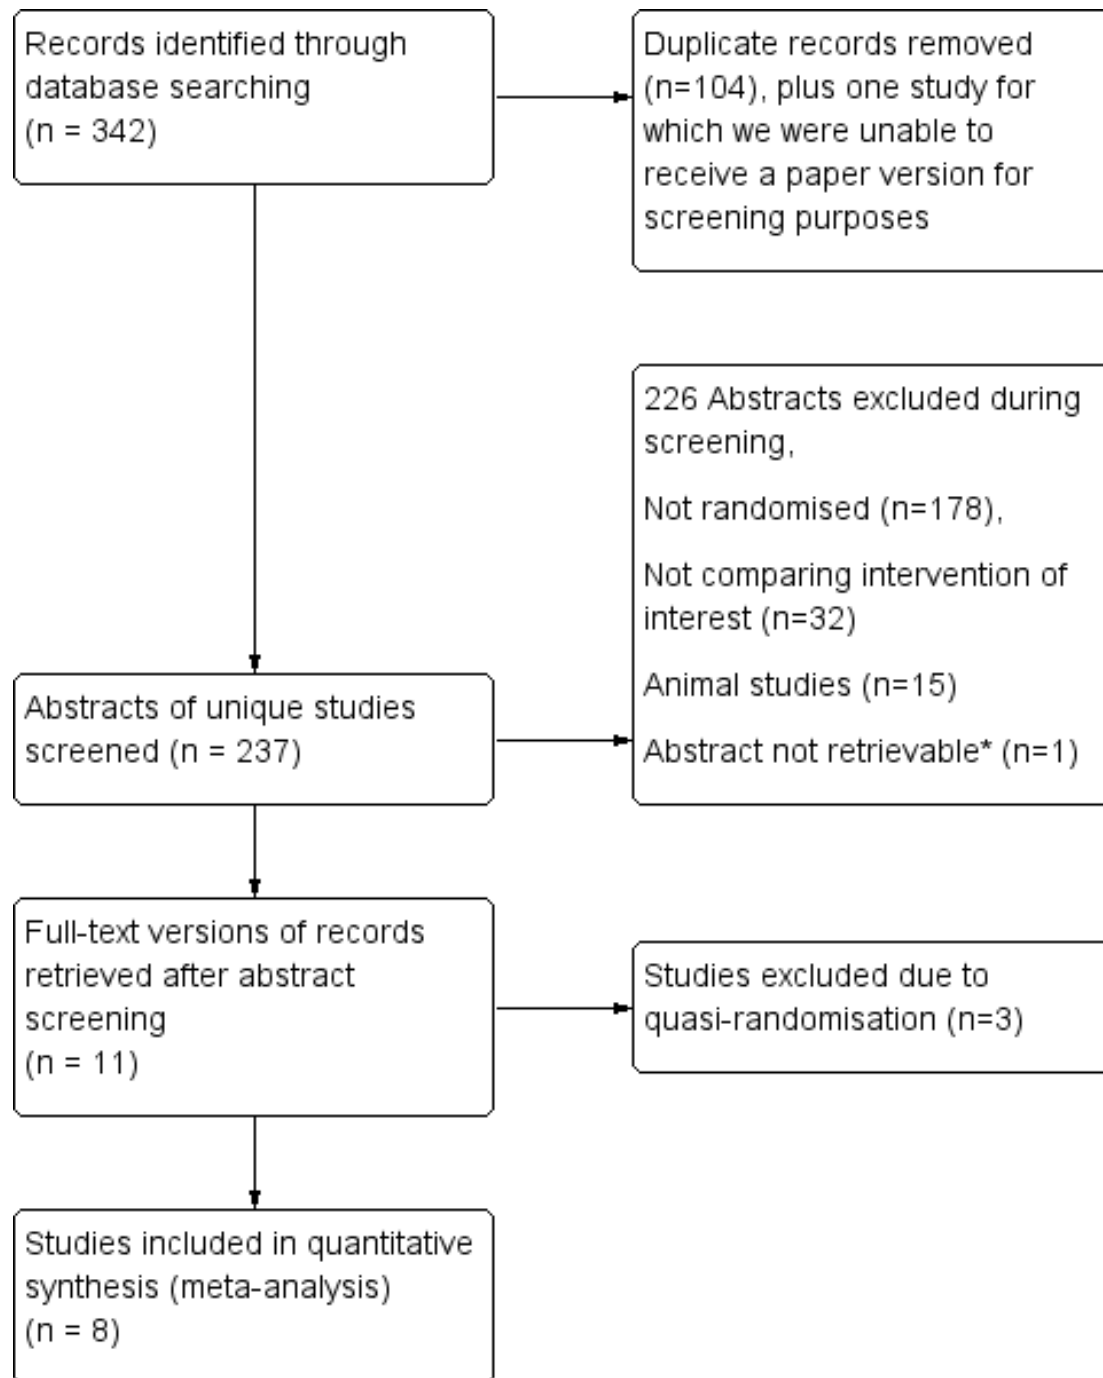 Records identified through
database searching
(n = 342)
Duplicate records removed
(n=104), plus one study for
which we were unable to
receive a paper version for
screening purposes
226 Abstracts excluded during
screening,
Not randomised (n=178),
Not comparing intervention of
interest (n=32)
Animal studies (n=15)
Abstract not retrievable* (n=1)
Abstracts of unique studies
screened (n = 237)
Full-text versions of records
retrieved after abstract
screening
(n = 11)
Studies excluded due to
quasi-randomisation (n=3)
Studies included in quantitative
synthesis (meta-analysis)
(n = 8)